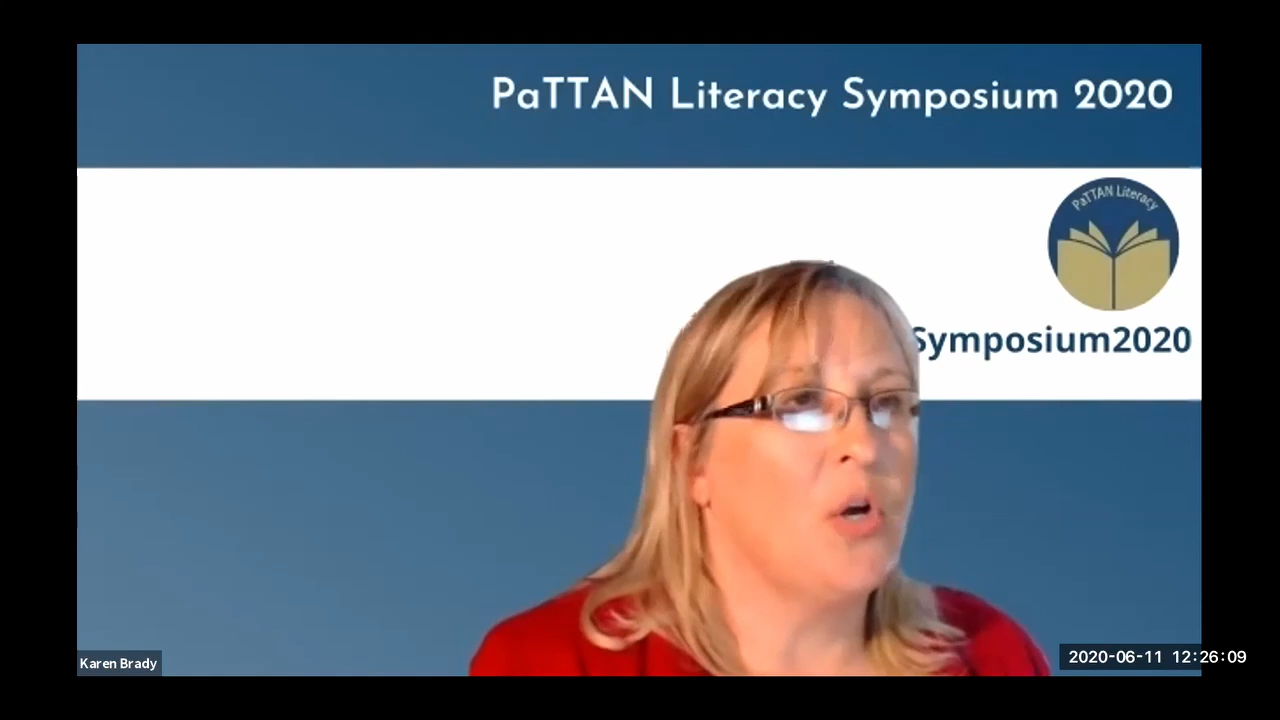 PaTTAN Literacy Symposium 2020
PaTTAN Literacy
Symposium2020
Karen Brady
2020-06-11 12:26:09